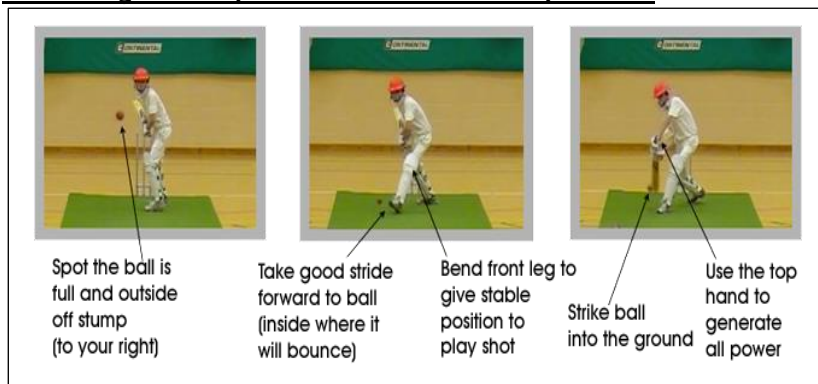 CONTINENTAL
CONTINENTAL
CONTINENTAL
Spot the ball is
full and outside
off stump
(to your right)
Take good stride
forward to ball
(inside where it
will bounce)
Bend front leg to
give stable
position to
play shot
Strike ball
into the ground
Use the top
hand to
generate
all power